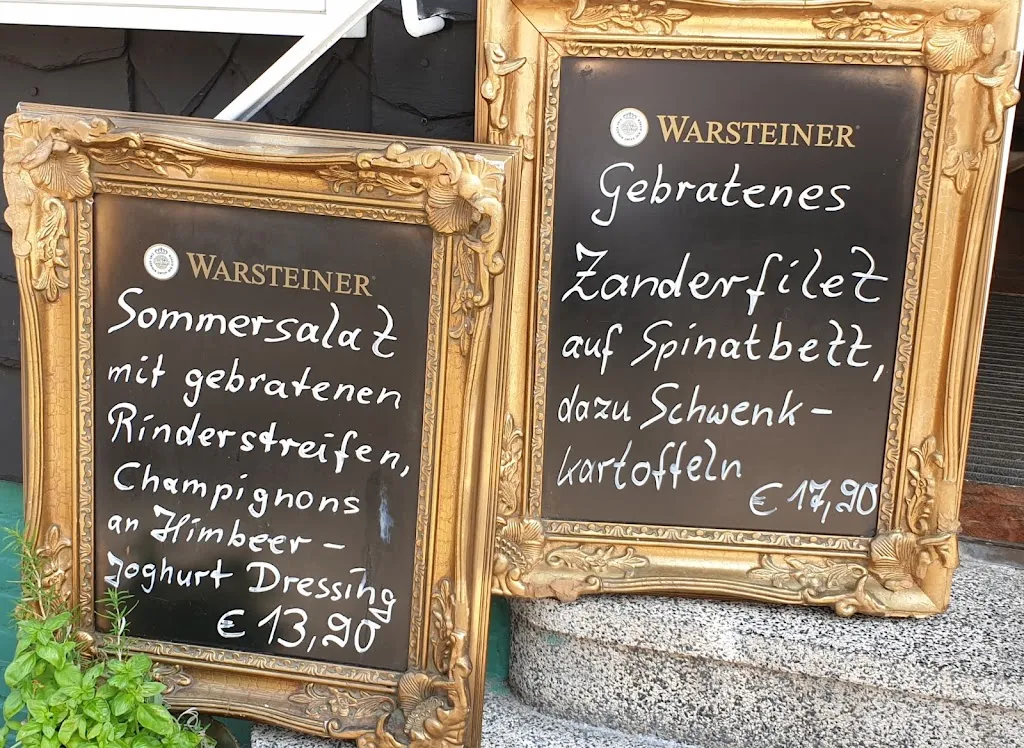 WARSTEINER
Sommersalat
mit gebratenen
Rinderstreifen,
Champignons
an Himbeer-
Joghurt Dressing
€ 13,90
WARSTEINER
Gebratenes
Zanderfilet
auf Spinatbett,
dazu Schwenk-
kartoffeln
€ 17,90